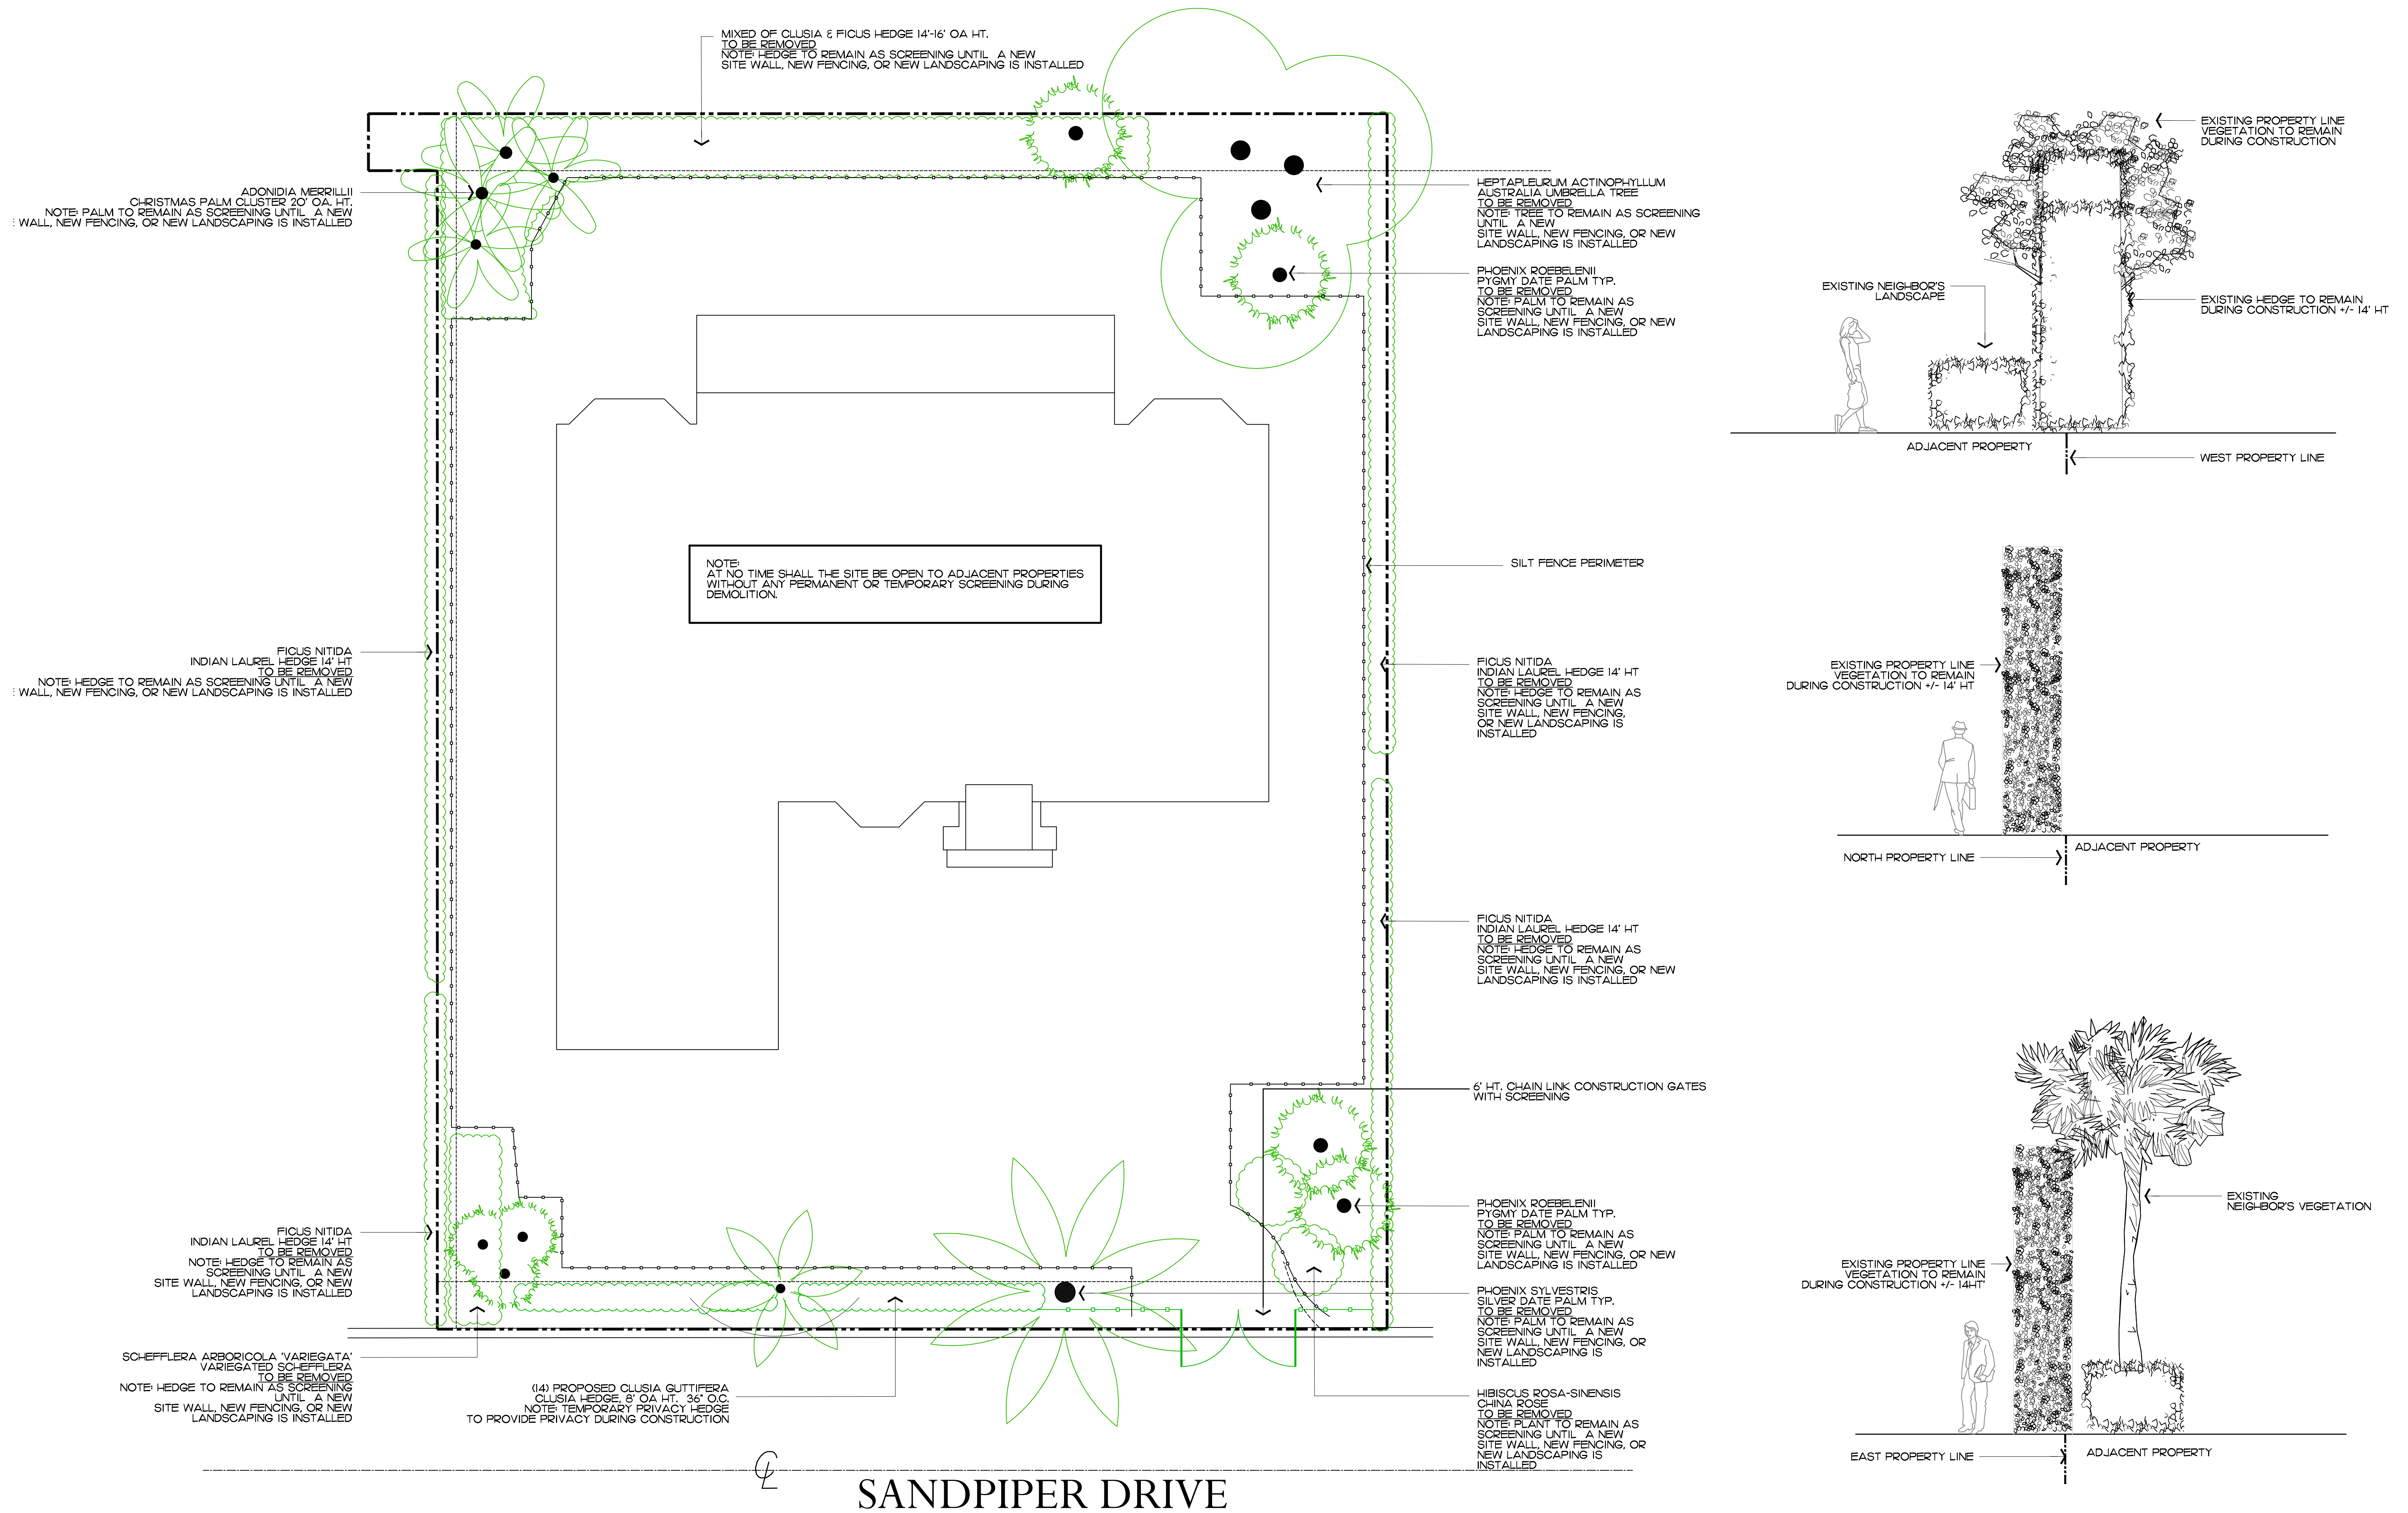 MIXED OF CLUSIA & FICUS HEDGE 14'-16' OA HT.
TO BE REMOVED
NOTE: HEDGE TO REMAIN AS SCREENING UNTIL A NEW
SITE WALL, NEW FENCING, OR NEW LANDSCAPING IS INSTALLED
ADONIDIA MERRILLII
CHRISTMAS PALM CLUSTER 20' OA. HT.
NOTE: PALM TO REMAIN AS SCREENING UNTIL A NEW
WALL, NEW FENCING, OR NEW LANDSCAPING IS INSTALLED
HEPTAPLEURUM ACTINOPHYLLUM
AUSTRALIA UMBRELLA TREE
TO BE REMOVED
NOTE: TREE TO REMAIN AS SCREENING
UNTIL A NEW
SITE WALL, NEW FENCING, OR NEW
LANDSCAPING IS INSTALLED
PHOENIX ROEBELENII
PYGMY DATE PALM TYP.
TO BE REMOVED
NOTE: PALM TO REMAIN AS
SCREENING UNTIL A NEW
SITE WALL, NEW FENCING, OR NEW
LANDSCAPING IS INSTALLED
NOTE:
AT NO TIME SHALL THE SITE BE OPEN TO ADJACENT PROPERTIES
WITHOUT ANY PERMANENT OR TEMPORARY SCREENING DURING
DEMOLITION.
SILT FENCE PERIMETER
FICUS NITIDA
INDIAN LAUREL HEDGE 14' HT
TO BE REMOVED
NOTE: HEDGE TO REMAIN AS SCREENING UNTIL A NEW
WALL, NEW FENCING, OR NEW LANDSCAPING IS INSTALLED
FICUS NITIDA
INDIAN LAUREL HEDGE 14' HT
TO BE REMOVED
NOTE: HEDGE TO REMAIN AS
SCREENING UNTIL A NEW
SITE WALL, NEW FENCING,
OR NEW LANDSCAPING IS
INSTALLED
FICUS NITIDA
INDIAN LAUREL HEDGE 14' HT
TO BE REMOVED
NOTE: HEDGE TO REMAIN AS
SCREENING UNTIL A NEW
SITE WALL, NEW FENCING, OR NEW
LANDSCAPING IS INSTALLED
6' HT. CHAIN LINK CONSTRUCTION GATES
WITH SCREENING
FICUS NITIDA
INDIAN LAUREL HEDGE 14' HT
TO BE REMOVED
NOTE: HEDGE TO REMAIN AS
SCREENING UNTIL A NEW
SITE WALL, NEW FENCING, OR NEW
LANDSCAPING IS INSTALLED
PHOENIX ROEBELENII
PYGMY DATE PALM TYP.
TO BE REMOVED
NOTE: PALM TO REMAIN AS
SCREENING UNTIL A NEW
SITE WALL, NEW FENCING, OR NEW
LANDSCAPING IS INSTALLED
PHOENIX SYLVESTRIS
SILVER DATE PALM TYP.
TO BE REMOVED
NOTE: PALM TO REMAIN AS
SCREENING UNTIL A NEW
SITE WALL, NEW FENCING, OR
NEW LANDSCAPING IS
INSTALLED
SCHEFFLERA ARBORICOLA 'VARIEGATA'
VARIEGATED SCHEFFLERA
TO BE REMOVED
NOTE: HEDGE TO REMAIN AS SCREENING
UNTIL A NEW
SITE WALL, NEW FENCING, OR NEW
LANDSCAPING IS INSTALLED
(14) PROPOSED CLUSIA GUTTIFERA
CLUSIA HEDGE, 8' OA HT. 36" O.C.
NOTE: TEMPORARY PRIVACY HEDGE
TO PROVIDE PRIVACY DURING CONSTRUCTION
HIBISCUS ROSA-SINENSIS
CHINA ROSE
TO BE REMOVED
NOTE: PLANT TO REMAIN AS
SCREENING UNTIL A NEW
SITE WALL, NEW FENCING, OR
NEW LANDSCAPING IS
INSTALLED
CL
SANDPIPER DRIVE
EXISTING PROPERTY LINE
VEGETATION TO REMAIN
DURING CONSTRUCTION
EXISTING NEIGHBOR'S
LANDSCAPE
EXISTING HEDGE TO REMAIN
DURING CONSTRUCTION +/- 14' HT
ADJACENT PROPERTY
WEST PROPERTY LINE
EXISTING PROPERTY LINE
VEGETATION TO REMAIN
DURING CONSTRUCTION +/- 14' HT
NORTH PROPERTY LINE
ADJACENT PROPERTY
EXISTING
NEIGHBOR'S VEGETATION
EXISTING PROPERTY LINE
VEGETATION TO REMAIN
DURING CONSTRUCTION +/- 14HT'
EAST PROPERTY LINE
ADJACENT PROPERTY